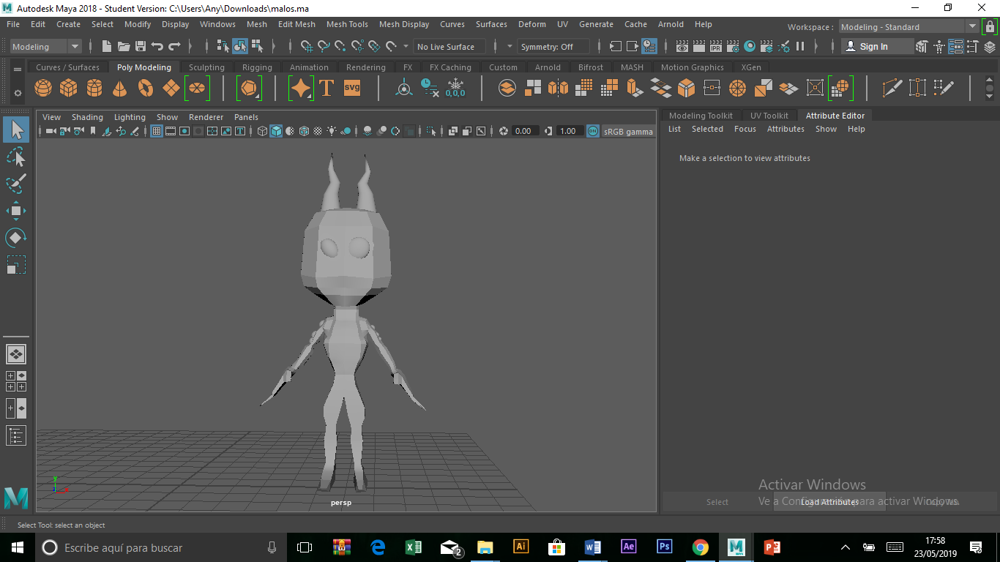 Autodesk Maya 2018 - Student Version: C:\Users\Any\Downloads\malos.ma
File Edit Create Select Modify Display Windows Mesh Edit Mesh Mesh Tools Mesh Display Curves Surfaces Deform UV Generate Cache Arnold Help
Workspace : Modeling - Standard
Modeling No Live Surface Symmetry: Off Sign In
Curves / Surfaces Poly Modeling Sculpting Rigging Animation Rendering FX FX Caching Custom Arnold Bifrost MASH Motion Graphics XGen
T svg 0,0,0
View Shading Lighting Show Renderer Panels
0.00 1.00 ON sRGB gamma
Modeling Toolkit UV Toolkit Attribute Editor
List Selected Focus Attributes Show Help
Make a selection to view attributes
y
z x
persp
Activar Windows
Ve a Configuración para activar Windows.
Select Load Attributes Copy Tab
Select Tool: select an object
Escribe aquí para buscar
2
17:58
23/05/2019